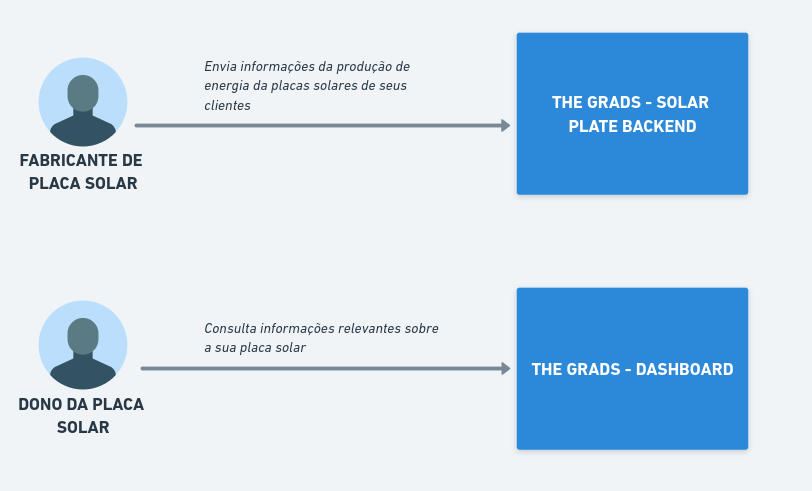 Envia informações da produção de
energia da placas solares de seus
clientes
THE GRADS - SOLAR
PLATE BACKEND
FABRICANTE DE
PLACA SOLAR
Consulta informações relevantes sobre
a sua placa solar
THE GRADS - DASHBOARD
DONO DA PLACA
SOLAR